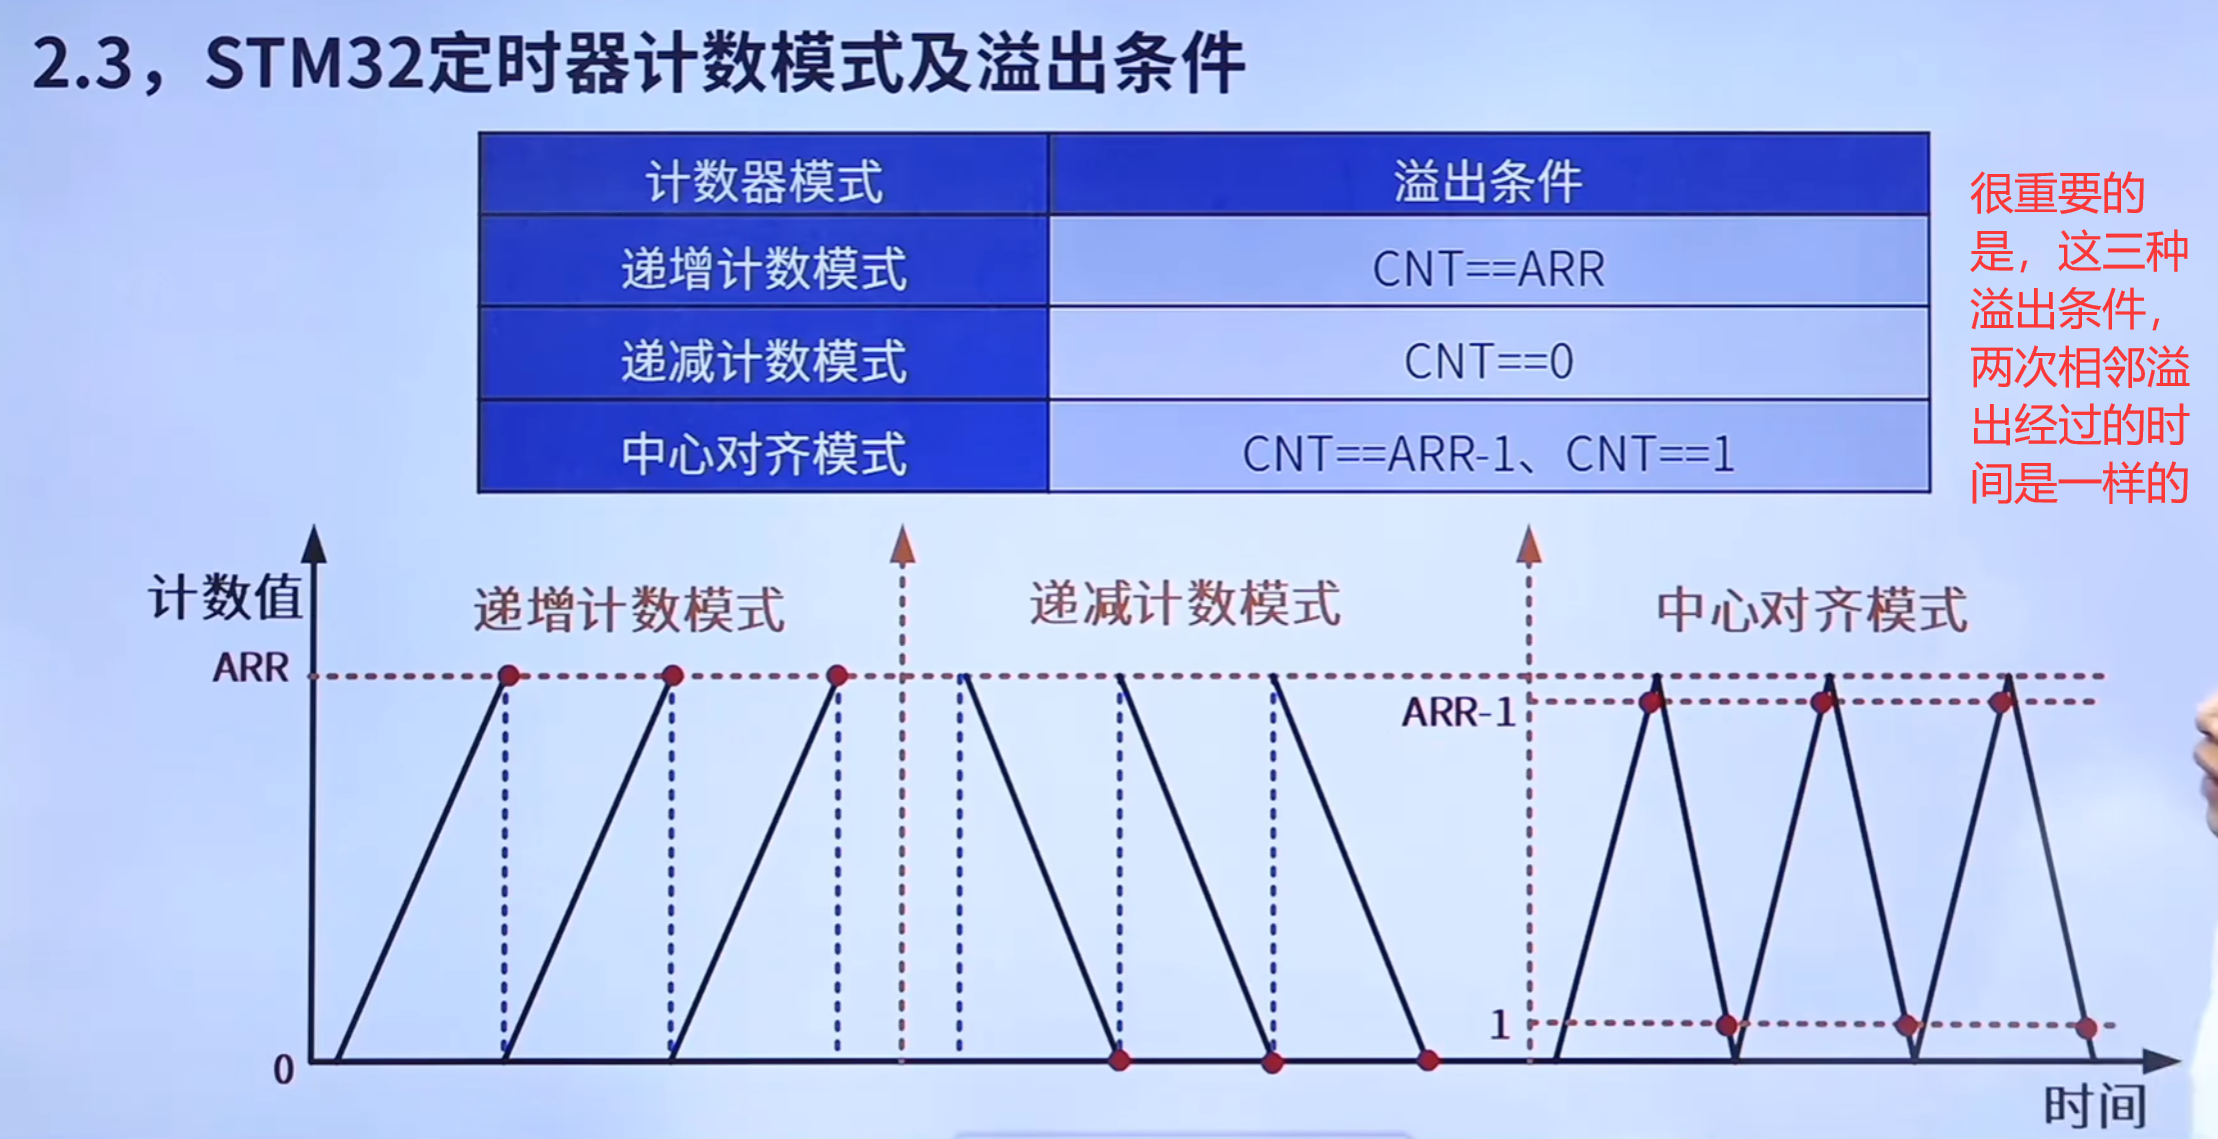 2.3，STM32定时器计数模式及溢出条件
计数器模式 溢出条件
递增计数模式 CNT==ARR
递减计数模式 CNT==0
中心对齐模式 CNT==ARR-1、CNT==1
很重要的
是，这三种
溢出条件，
两次相邻溢
出经过的时
间是一样的
计数值
递增计数模式
递减计数模式
中心对齐模式
ARR
ARR-1
1
0
时间